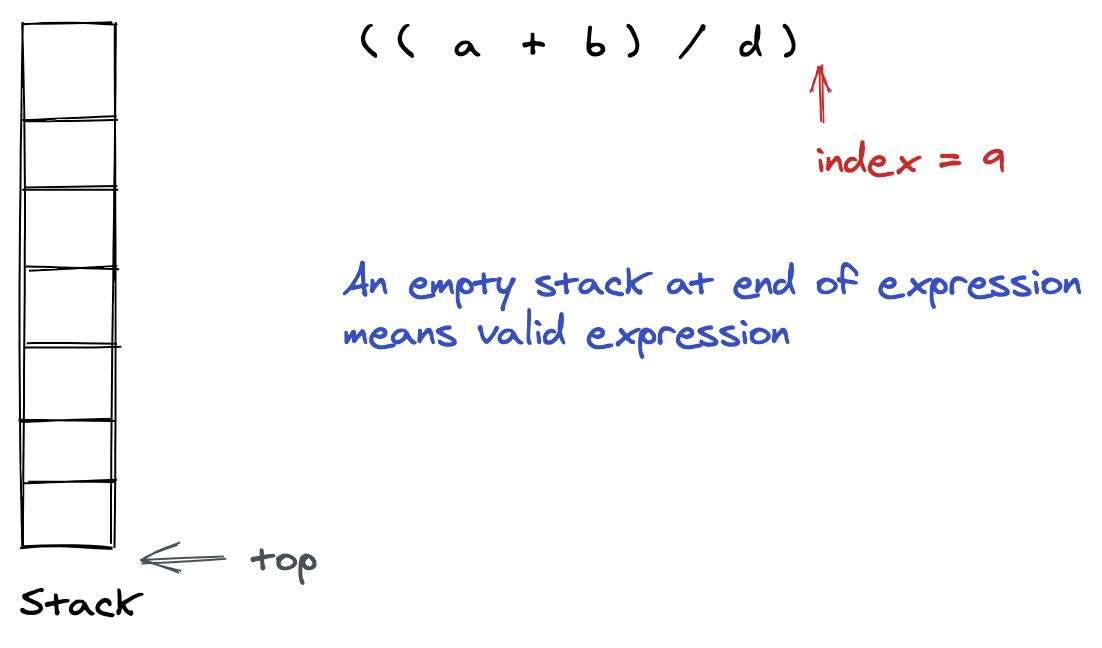 ( ( a + b ) / d )
index = 9
An empty stack at end of expression
means valid expression
top
Stack